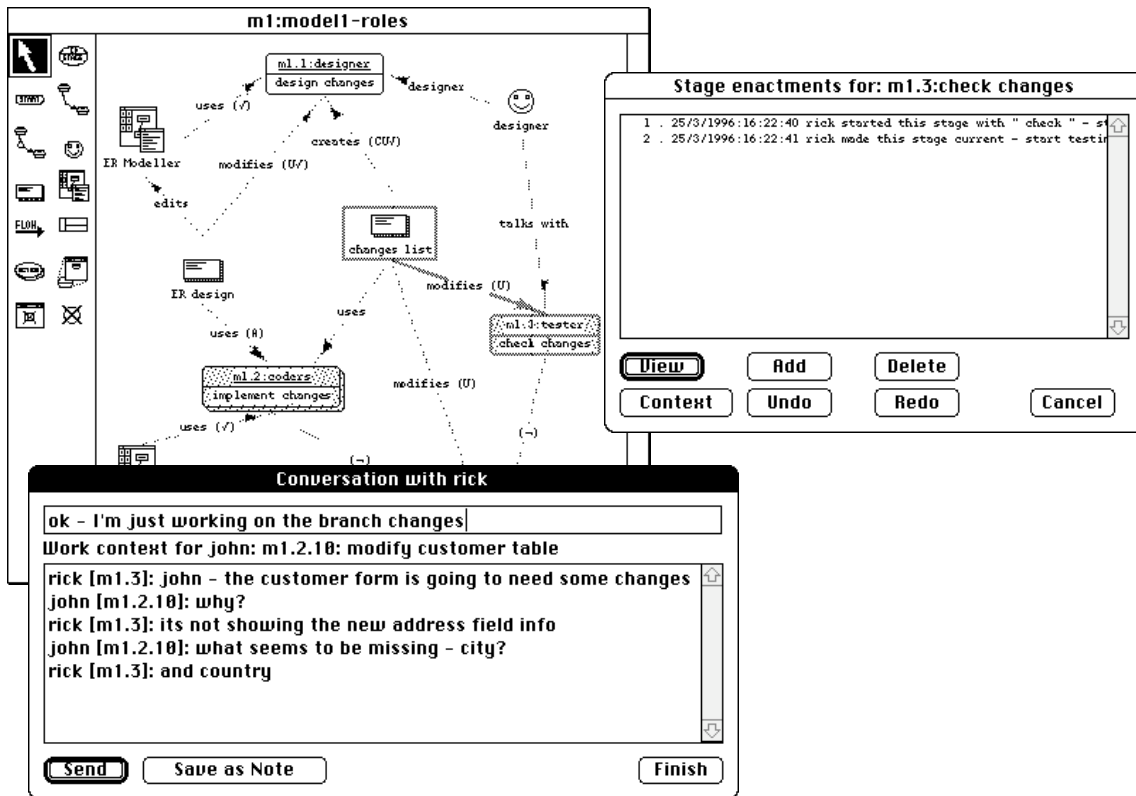 m1:model1-roles
START
FLOW
ACTION
m1.1:designer
design changes
uses (√)
designer
designer
ER Modeller
creates (CU√)
modifies (U√)
edits
changes list
talks with
ER design
modifies (U)
uses
m1.3:tester
check changes
uses (A)
m1.2:coders
implement changes
modifies (U)
uses (√)
(¬)
(¬)
Stage enactments for: m1.3:check changes
1 . 25/3/1996:16:22:40 rick started this stage with " check " -
2 . 25/3/1996:16:22:41 rick made this stage current - start
View
Add
Delete
Context
Undo
Redo
Cancel
Conversation with rick
ok - I'm just working on the branch changes
Work context for john: m1.2.10: modify customer table
rick [m1.3]: john - the customer form is going to need some changes
john [m1.2.10]: why?
rick [m1.3]: its not showing the new address field info
john [m1.2.10]: what seems to be missing - city?
rick [m1.3]: and country
Send
Save as Note
Finish